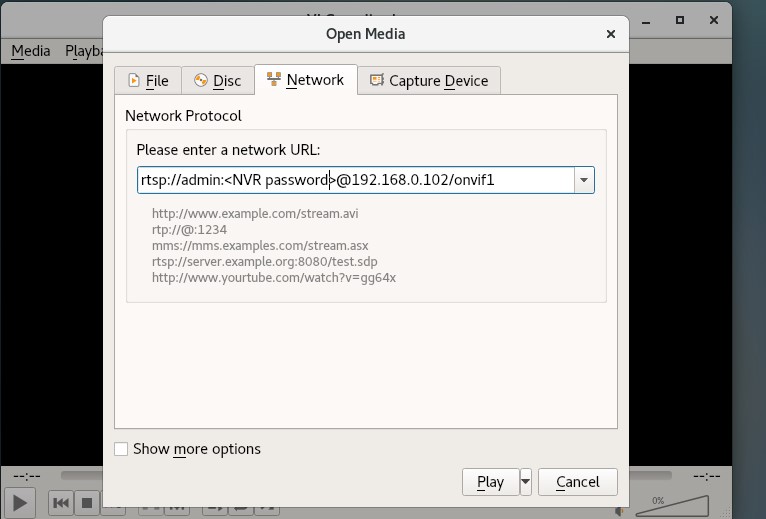 Open Media
Media Playba
File Disc Network Capture Device
Network Protocol
Please enter a network URL:
rtsp://admin:<NVR password>@192.168.0.102/onvif1
http://www.example.com/stream.avi
rtp://@:1234
mms://mms.examples.com/stream.asx
rtsp://server.example.org:8080/test.sdp
http://www.yourtube.com/watch?v=gg64x
Show more options
--:-- --:--
Play Cancel
0%